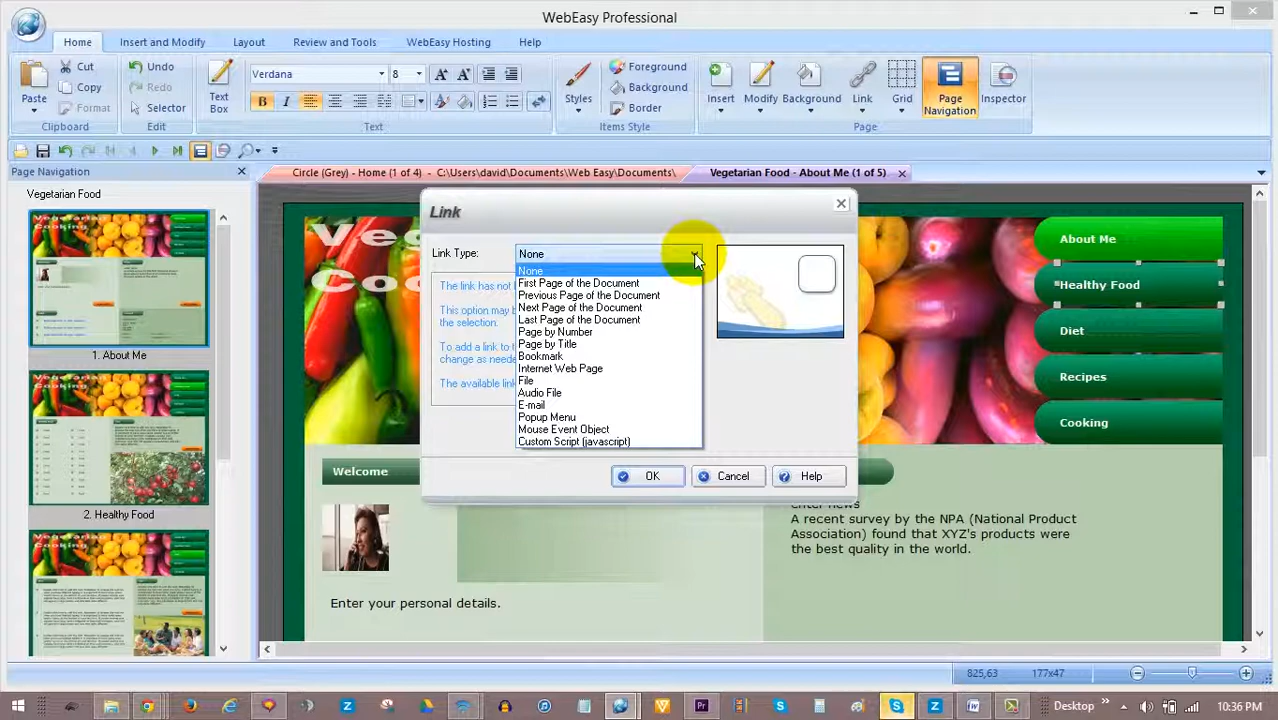 WebEasy Professional
Home Insert and Modify Layout Review and Tools WebEasy Hosting Help
Paste Cut Copy Format Clipboard
Undo Redo Selector Edit
Text Box Verdana 8 B I Text
Styles Foreground Background Border Items Style
Insert Modify Background Link Grid Page Navigation Inspector Page
Page Navigation
Circle (Grey) - Home (1 of 4) - C:\Users\david\Documents\Web Easy\Documents\
Vegetarian Food - About Me (1 of 5)
Vegetarian Food
1. About Me
2. Healthy Food
Link
Link Type: None
None
First Page of the Document
Previous Page of the Document
Next Page of the Document
Last Page of the Document
Page by Number
Page by Title
Bookmark
Internet Web Page
File
Audio File
E-mail
Popup Menu
Mouse Event Object
Custom Script (javascript)
The link has not
This option may
the selection.
To add a link to
change as needed
The available link
OK Cancel Help
About Me
Healthy Food
Diet
Recipes
Cooking
Welcome
Enter news
A recent survey by the NPA (National Product
Association) found that XYZ's products were
the best quality in the world.
Enter your personal details.
825,63 177x47
Desktop 10:36 PM